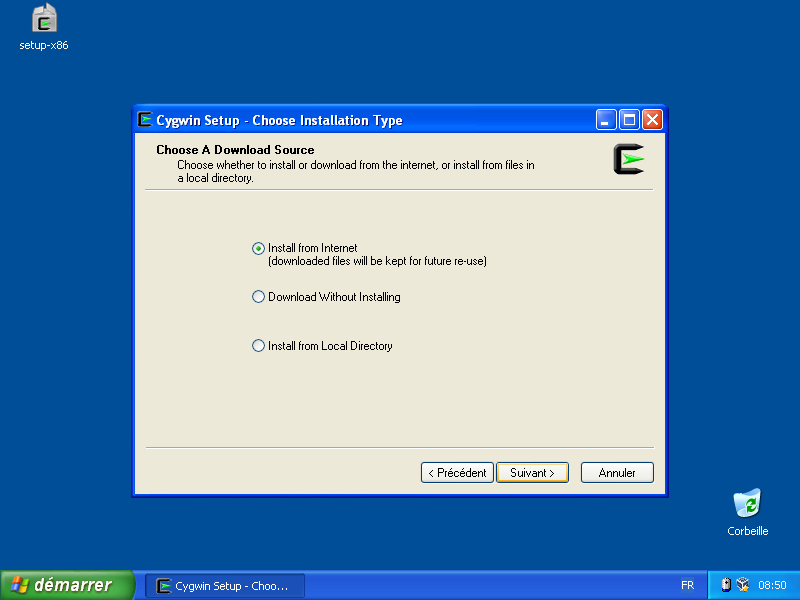 setup-x86
Cygwin Setup - Choose Installation Type
Choose A Download Source
Choose whether to install or download from the internet, or install from files in
a local directory.
Install from Internet
(downloaded files will be kept for future re-use)
Download Without Installing
Install from Local Directory
< Précédent
Suivant >
Annuler
Corbeille
démarrer
Cygwin Setup - Choo...
FR
08:50